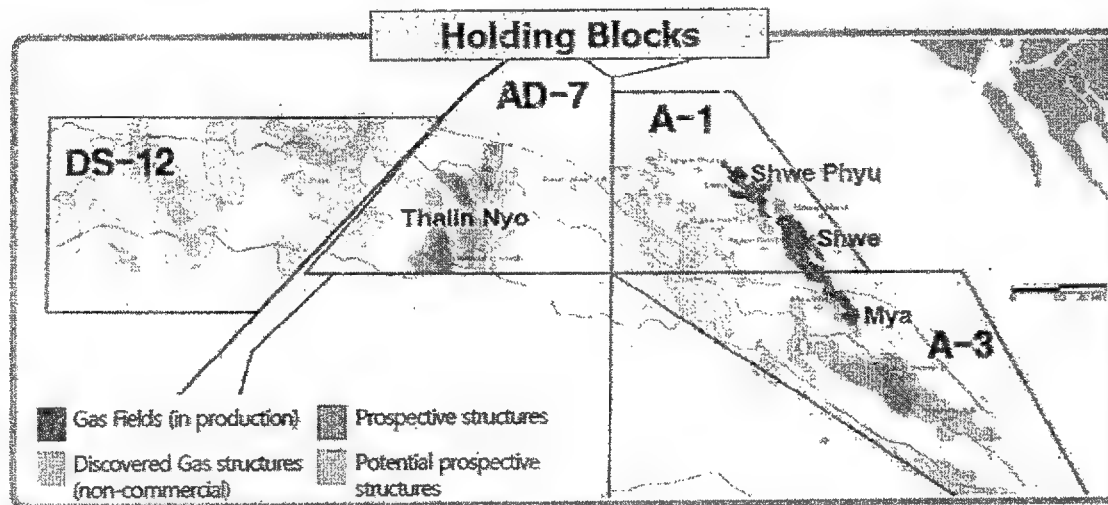 Holding Blocks
AD-7
A-1
DS-12
Shwe Phyu
Thalin Nyo
Shwe
Mya
A-3
Gas Fields (in production)
Prospective structures
Discovered Gas structures
(non-commercial)
Potential prospective
structures